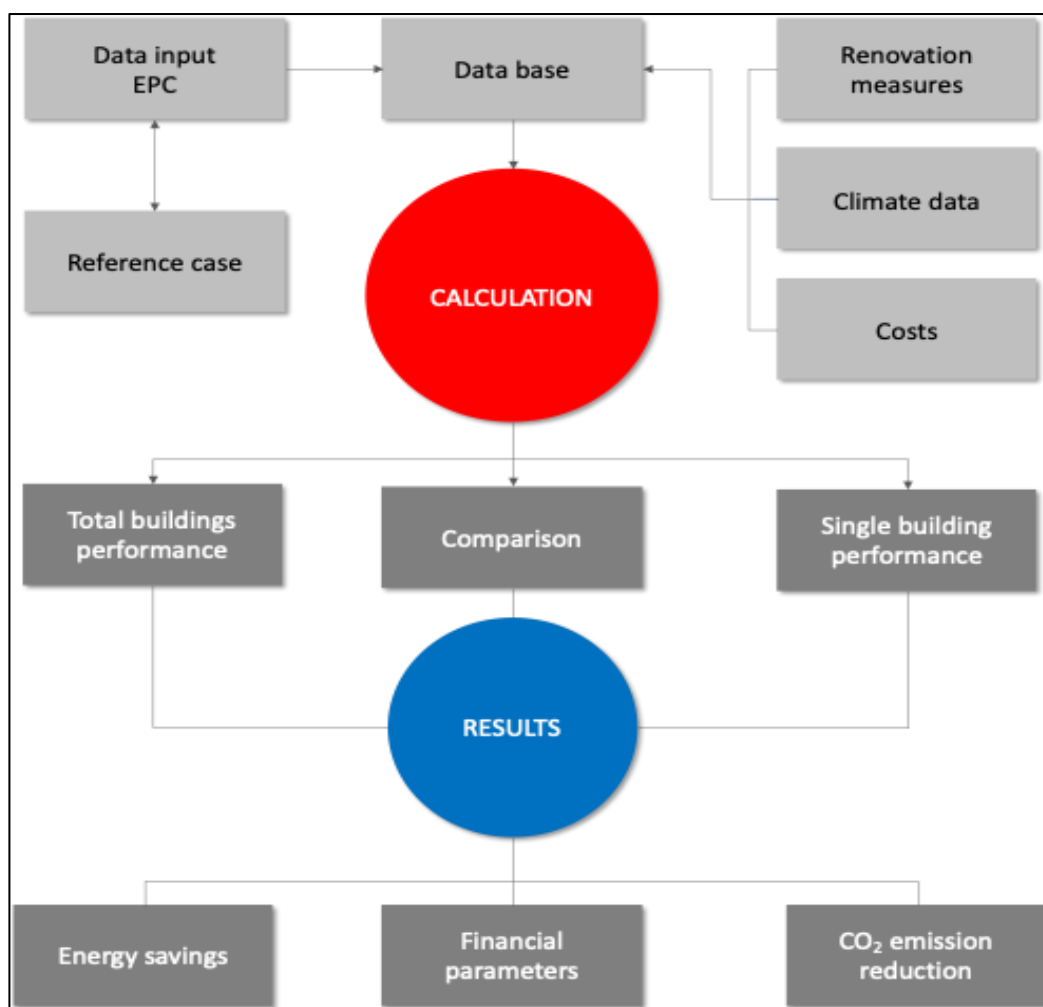 Data input
EPC
Data base
Renovation
measures
Climate data
Reference case
CALCULATION
Costs
Total buildings
performance
Comparison
Single building
performance
RESULTS
Energy savings
Financial
parameters
CO₂ emission
reduction